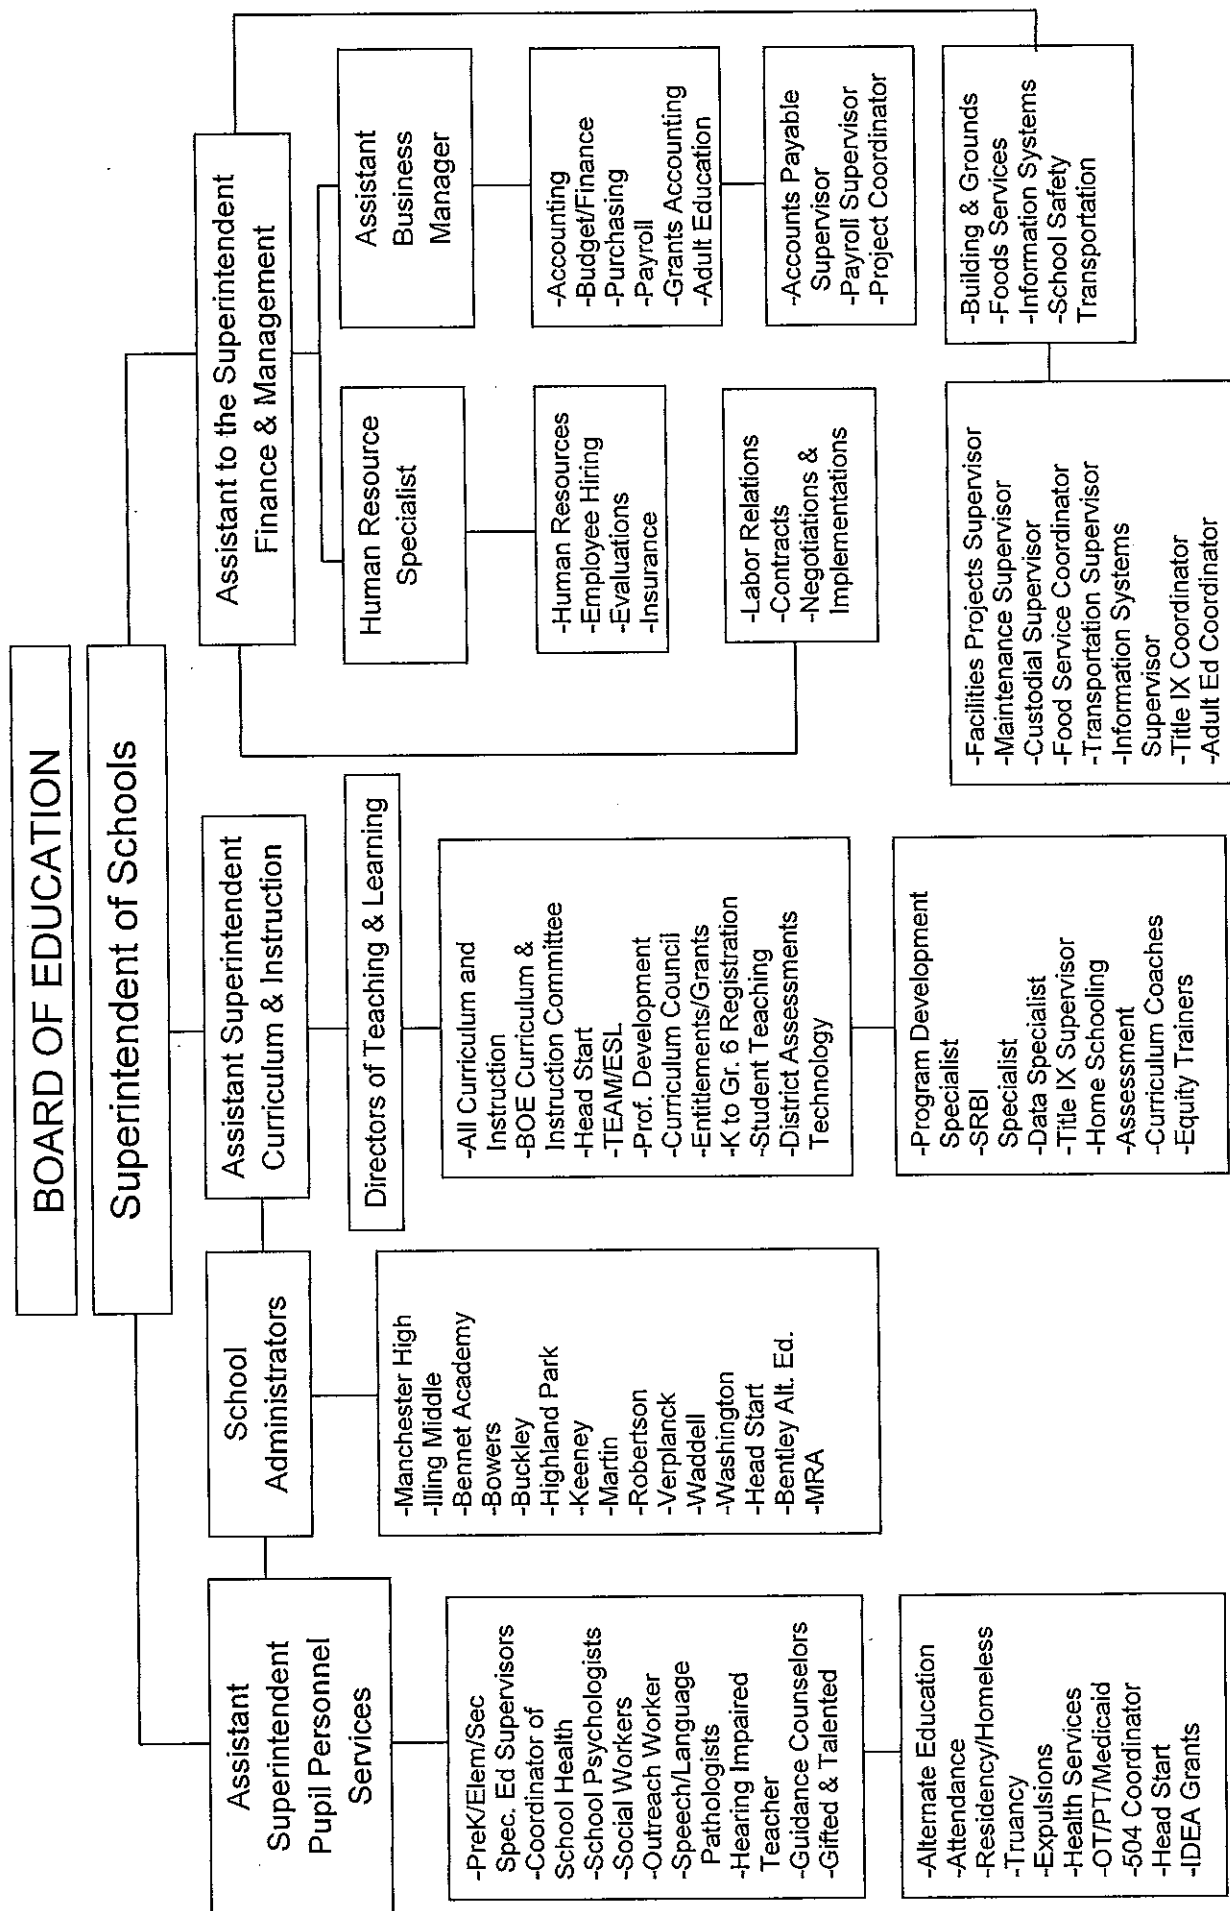 BOARD OF EDUCATION
Superintendent of Schools
Assistant
Superintendent
Pupil Personnel
Services
School
Administrators
Assistant Superintendent
Curriculum & Instruction
Assistant to the Superintendent
Finance & Management
-PreK/Elem/Sec
Spec. Ed Supervisors
-Coordinator of
School Health
-School Psychologists
-Social Workers
-Outreach Worker
-Speech/Language
Pathologists
-Hearing Impaired
Teacher
-Guidance Counselors
-Gifted & Talented
-Alternate Education
-Attendance
-Residency/Homeless
-Truancy
-Expulsions
-Health Services
-OT/PT/Medicaid
-504 Coordinator
-Head Start
-IDEA Grants
-Manchester High
-Illing Middle
-Bennet Academy
-Bowers
-Buckley
-Highland Park
-Keeney
-Martin
-Robertson
-Verplanck
-Waddell
-Washington
-Head Start
-Bentley Alt. Ed.
-MRA
Directors of Teaching & Learning
-All Curriculum and
Instruction
-BOE Curriculum &
Instruction Committee
-Head Start
-TEAM/ESL
-Prof. Development
-Curriculum Council
-Entitlements/Grants
-K to Gr. 6 Registration
-Student Teaching
-District Assessments
Technology
-Program Development
Specialist
-SRBI
Specialist
-Data Specialist
-Title IX Supervisor
-Home Schooling
-Assessment
-Curriculum Coaches
-Equity Trainers
Human Resource
Specialist
-Human Resources
-Employee Hiring
-Evaluations
-Insurance
-Labor Relations
-Contracts
-Negotiations &
Implementations
Assistant
Business
Manager
-Accounting
-Budget/Finance
-Purchasing
-Payroll
-Grants Accounting
-Adult Education
-Accounts Payable
Supervisor
-Payroll Supervisor
-Project Coordinator
-Building & Grounds
-Foods Services
-Information Systems
-School Safety
Transportation
-Facilities Projects Supervisor
-Maintenance Supervisor
-Custodial Supervisor
-Food Service Coordinator
-Transportation Supervisor
-Information Systems
Supervisor
-Title IX Coordinator
-Adult Ed Coordinator